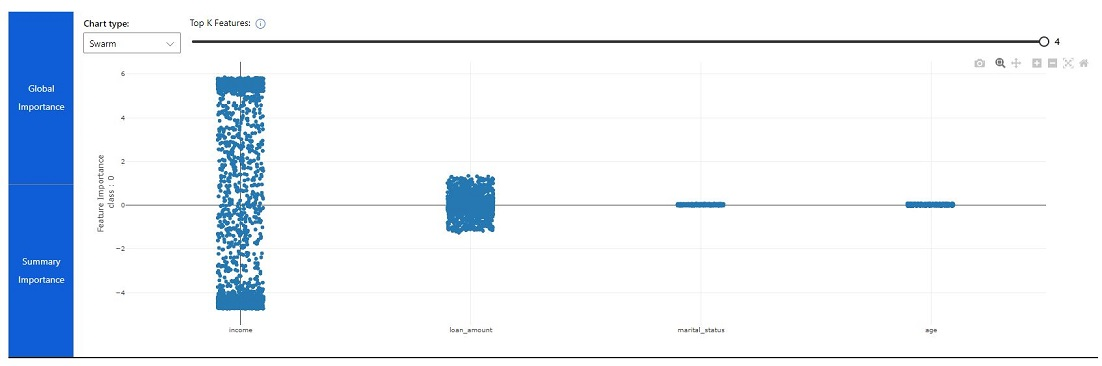 Global
Importance
Summary
Importance
Chart type:
Swarm
Top K Features:
4
Feature Importance
class : 0
6
4
2
0
−2
−4
income
loan_amount
marital_status
age